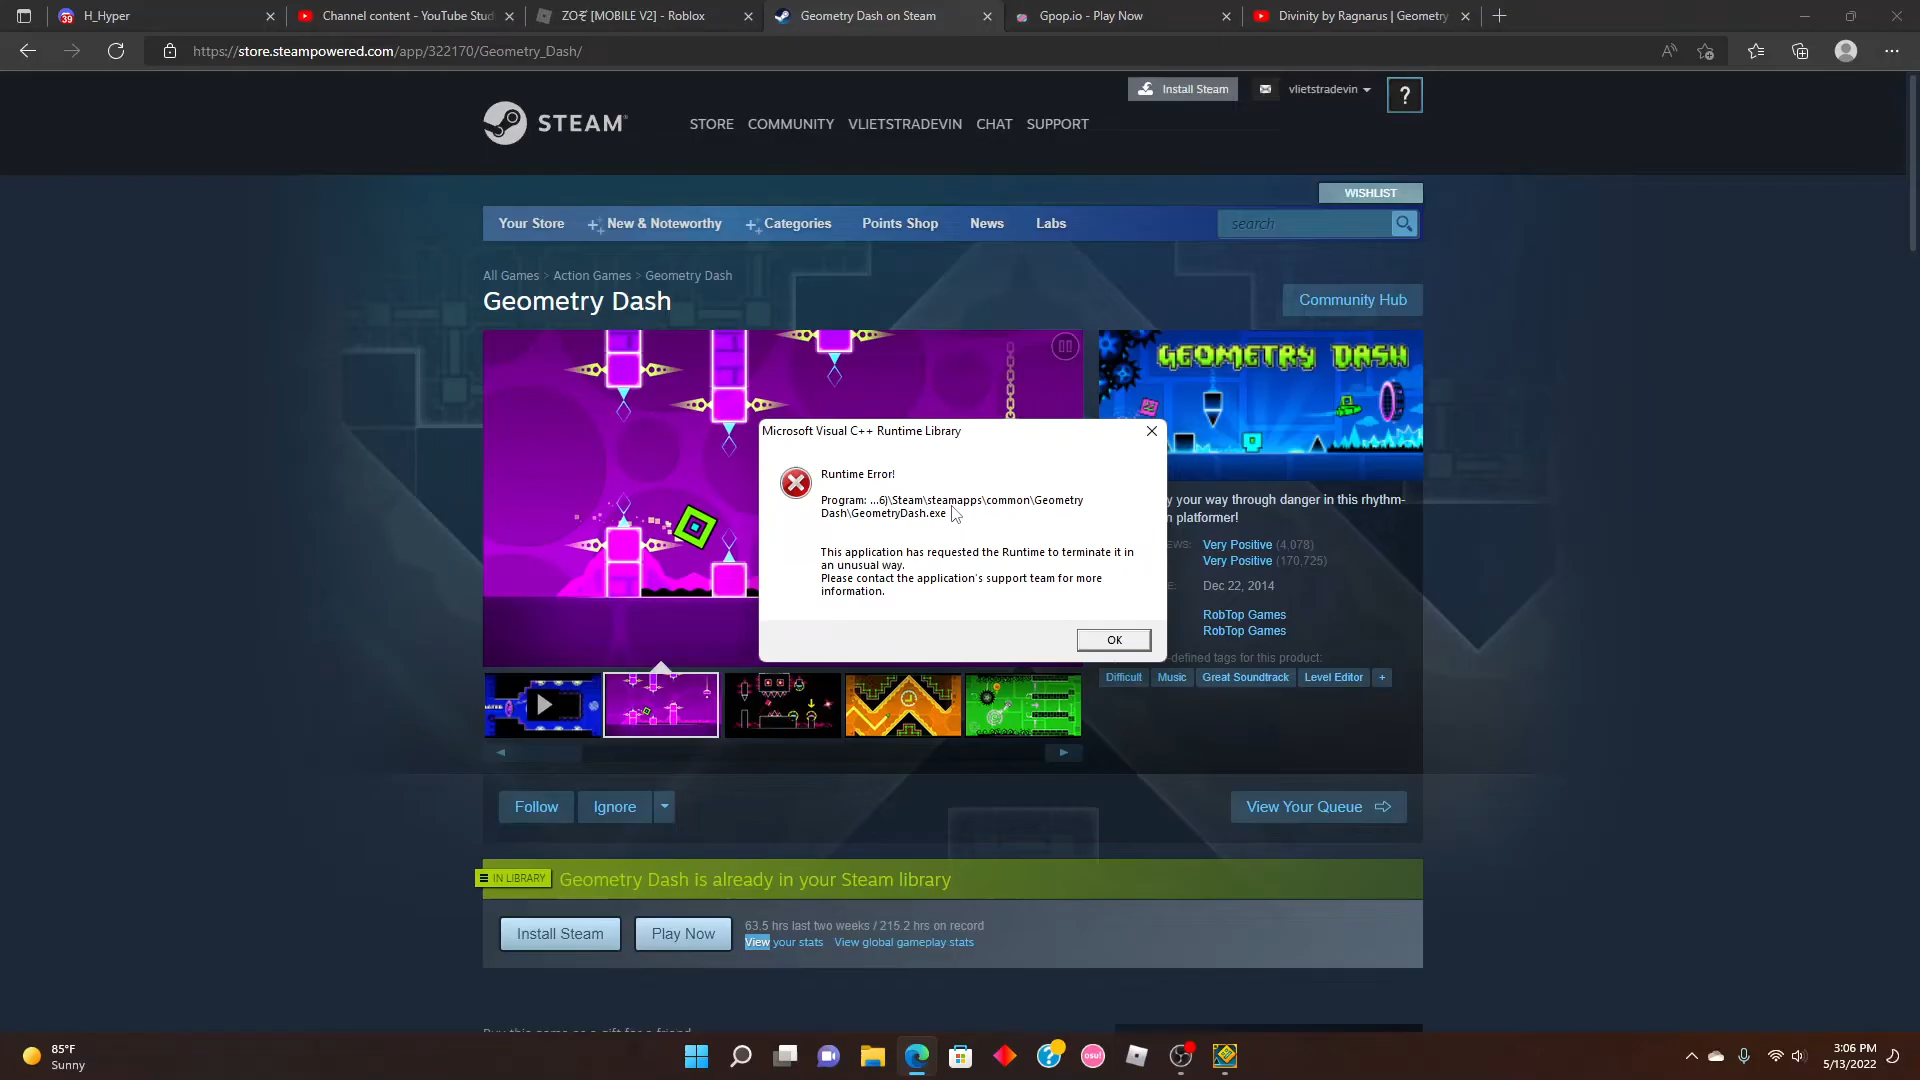 H_Hyper
Channel content - YouTube Stud
ZOぞ [MOBILE V2] - Roblox
Geometry Dash on Steam
Gpop.io - Play Now
Divinity by Ragnarus | Geometry
https://store.steampowered.com/app/322170/Geometry_Dash/
Install Steam
vlietstradevin
?
STEAM
STORE
COMMUNITY
VLIETSTRADEVIN
CHAT
SUPPORT
WISHLIST
Your Store
New & Noteworthy
Categories
Points Shop
News
Labs
search
All Games > Action Games > Geometry Dash
Geometry Dash
Community Hub
GEOMETRY DASH
Microsoft Visual C++ Runtime Library
Runtime Error!
Program: ...6)\Steam\steamapps\common\Geometry
Dash\GeometryDash.exe
This application has requested the Runtime to terminate it in
an unusual way.
Please contact the application's support team for more
information.
OK
y your way through danger in this rhythm-
n platformer!
EWS:
Very Positive (4,078)
Very Positive (170,725)
E:
Dec 22, 2014
RobTop Games
RobTop Games
-defined tags for this product:
Difficult
Music
Great Soundtrack
Level Editor
+
Follow
Ignore
View Your Queue
IN LIBRARY
Geometry Dash is already in your Steam library
Install Steam
Play Now
63.5 hrs last two weeks / 215.2 hrs on record
View your stats
View global gameplay stats
85°F
Sunny
osu!
3:06 PM
5/13/2022